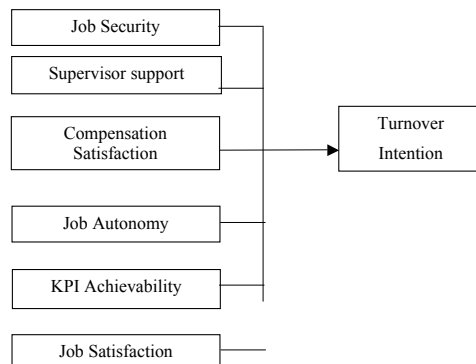 Job Security
Supervisor support
Compensation
Satisfaction
Turnover
Intention
Job Autonomy
KPI Achievability
Job Satisfaction